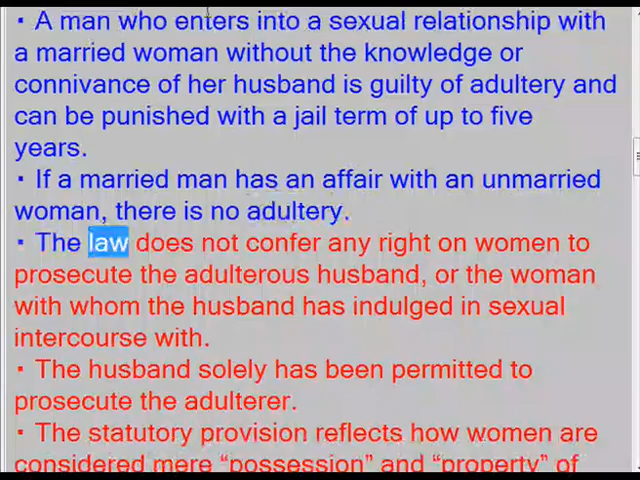 · A man who enters into a sexual relationship with
a married woman without the knowledge or
connivance of her husband is guilty of adultery and
can be punished with a jail term of up to five
years.
· If a married man has an affair with an unmarried
woman, there is no adultery.
· The law does not confer any right on women to
prosecute the adulterous husband, or the woman
with whom the husband has indulged in sexual
intercourse with.
· The husband solely has been permitted to
prosecute the adulterer.
· The statutory provision reflects how women are
considered mere “possession” and “property” of